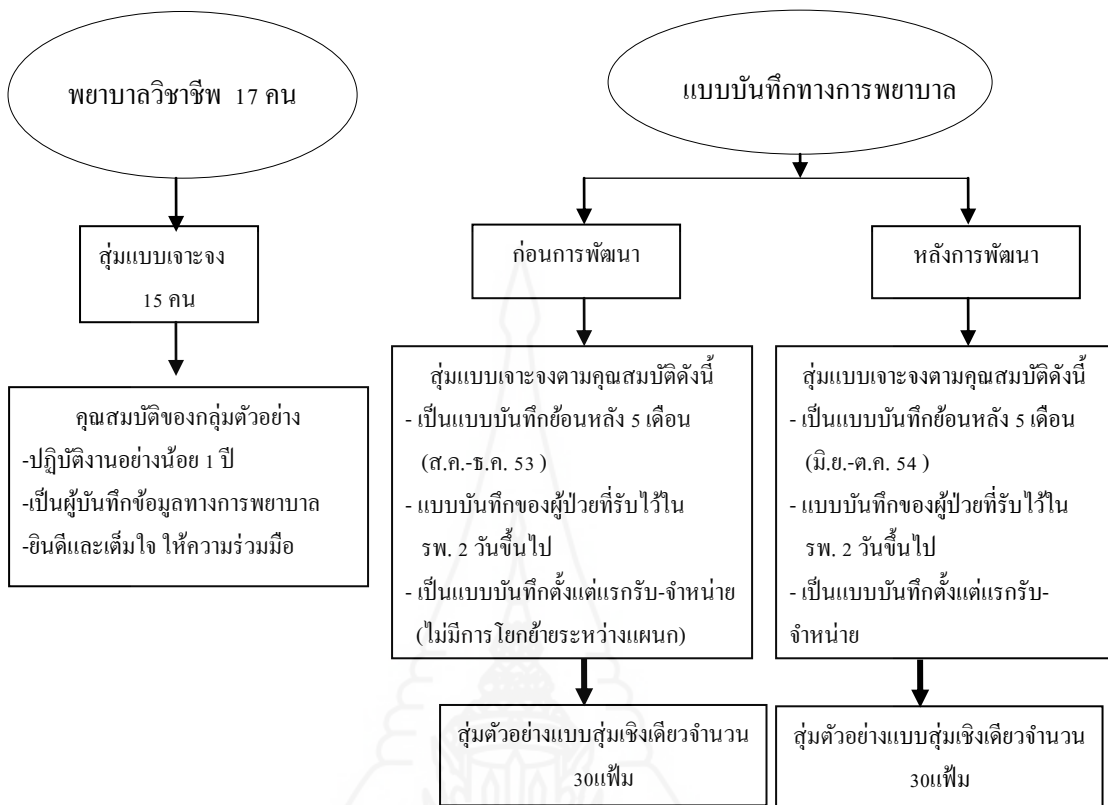 พยาบาลวิชาชีพ 17 คน
สุ่มแบบเจาะจง
15 คน
คุณสมบัติของกลุ่มตัวอย่าง
-ปฏิบัติงานอย่างน้อย 1 ปี
-เป็นผู้บันทึกข้อมูลทางการพยาบาล
-ยินดีและเต็มใจ ให้ความร่วมมือ
แบบบันทึกทางการพยาบาล
ก่อนการพัฒนา
สุ่มแบบเจาะจงตามคุณสมบัติดังนี้
- เป็นแบบบันทึกย้อนหลัง 5 เดือน
(ส.ค.-ธ.ค. 53 )
- แบบบันทึกของผู้ป่วยที่รับไว้ใน
รพ. 2 วันขึ้นไป
- เป็นแบบบันทึกตั้งแต่แรกรับ-จำหน่าย
(ไม่มีการโยกย้ายระหว่างแผนก)
สุ่มตัวอย่างแบบสุ่มเชิงเดียวจำนวน
30แฟ้ม
หลังการพัฒนา
สุ่มแบบเจาะจงตามคุณสมบัติดังนี้
- เป็นแบบบันทึกย้อนหลัง 5 เดือน
(มิ.ย.-ต.ค. 54 )
- แบบบันทึกของผู้ป่วยที่รับไว้ใน
รพ. 2 วันขึ้นไป
- เป็นแบบบันทึกตั้งแต่แรกรับ-
จำหน่าย
สุ่มตัวอย่างแบบสุ่มเชิงเดียวจำนวน
30แฟ้ม